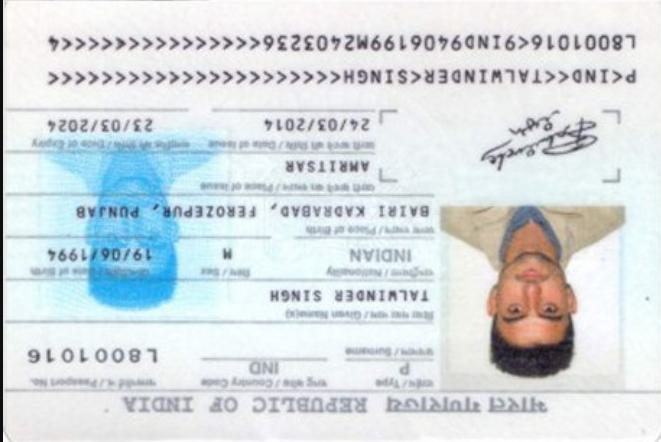 भारत गणराज्य REPUBLIC OF INDIA
टाईप / Type राष्ट्र कोड / Country Code पासपोर्ट नं. / Passport No.
P IND L8001016
उपनाम / Surname
दिया गया नाम / Given Name(s)
TALWINDER SINGH
राष्ट्रीयता / Nationality लिंग / Sex जन्मतिथि / Date of Birth
INDIAN M 19/06/1994
जन्म स्थान / Place of Birth
BAIRI KADRABAD, FEROZEPUR, PUNJAB
जारी करने का स्थान / Place of Issue
AMRITSAR
जारी करने की तिथि / Date of Issue समाप्ति की तिथि / Date of Expiry
24/03/2014 23/03/2024
P<IND<<TALWINDER<SINGH<<<<<<<<<<<<<<<<<<<<<<
L8001016<9IND9406199M2403236<<<<<<<<<<<<<<<4